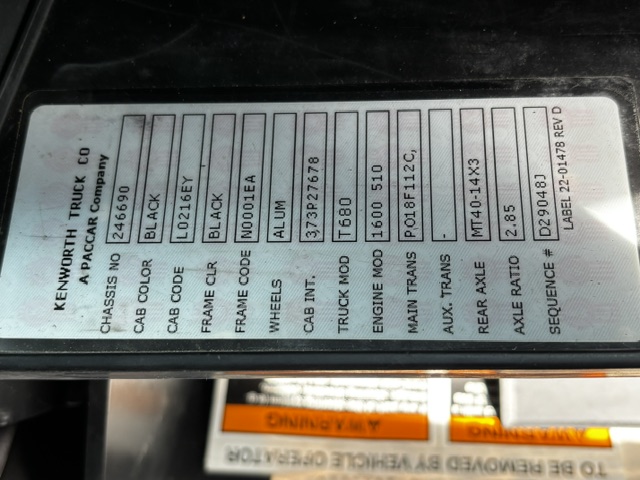 KENWORTH TRUCK CO
A PACCAR Company
CHASSIS NO 246690
CAB COLOR BLACK
CAB CODE L0216EY
FRAME CLR BLACK
FRAME CODE N0001EA
WHEELS ALUM
CAB INT. 373P27678
TRUCK MOD T680
ENGINE MOD 1600 510
MAIN TRANS PO18F112C,
AUX. TRANS -
REAR AXLE MT40-14X3
AXLE RATIO 2.85
SEQUENCE # D29048J
LABEL 22-01478 REV D
TO BE REMOVED BY VEHICLE OPERATOR
WARNING
WARNING
WARNING